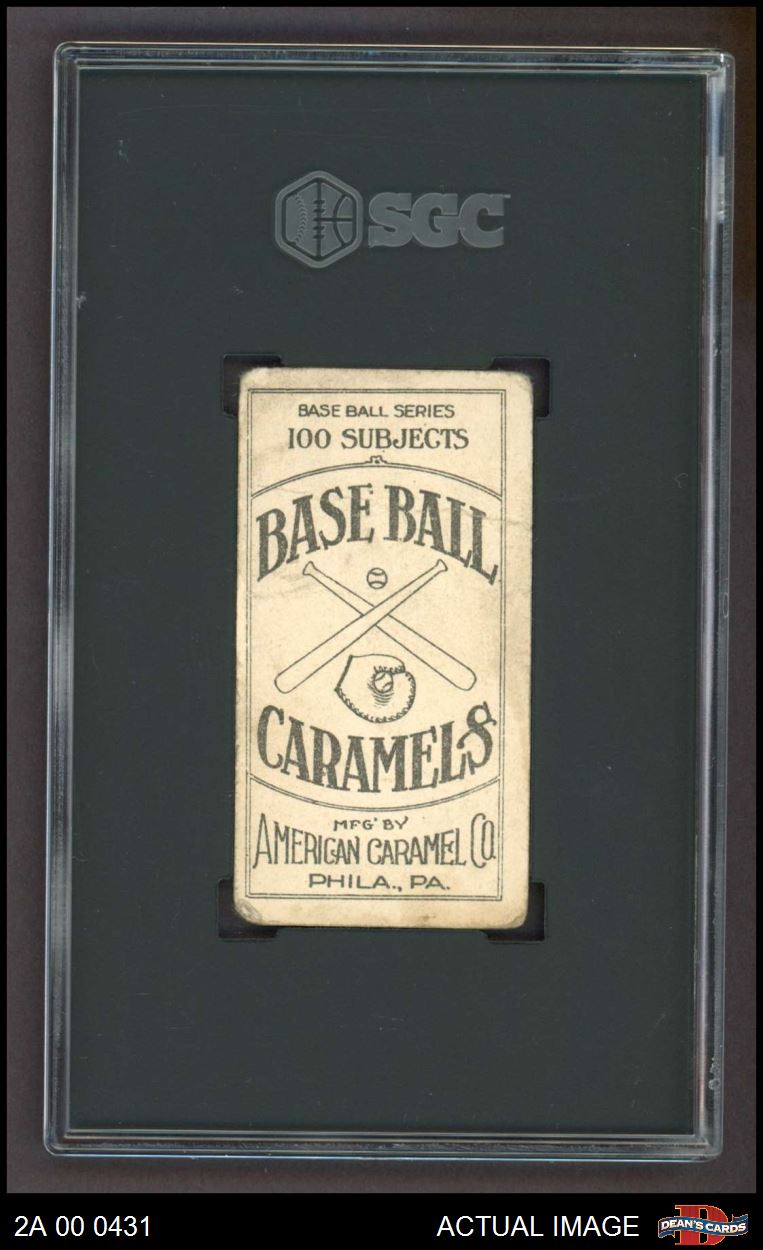 SGC
BASE BALL SERIES
100 SUBJECTS
BASE BALL
CARAMELS
MFG' BY
AMERICAN CARAMEL CO.
PHILA., PA.
2A 00 0431
ACTUAL IMAGE
DEAN'S CARDS